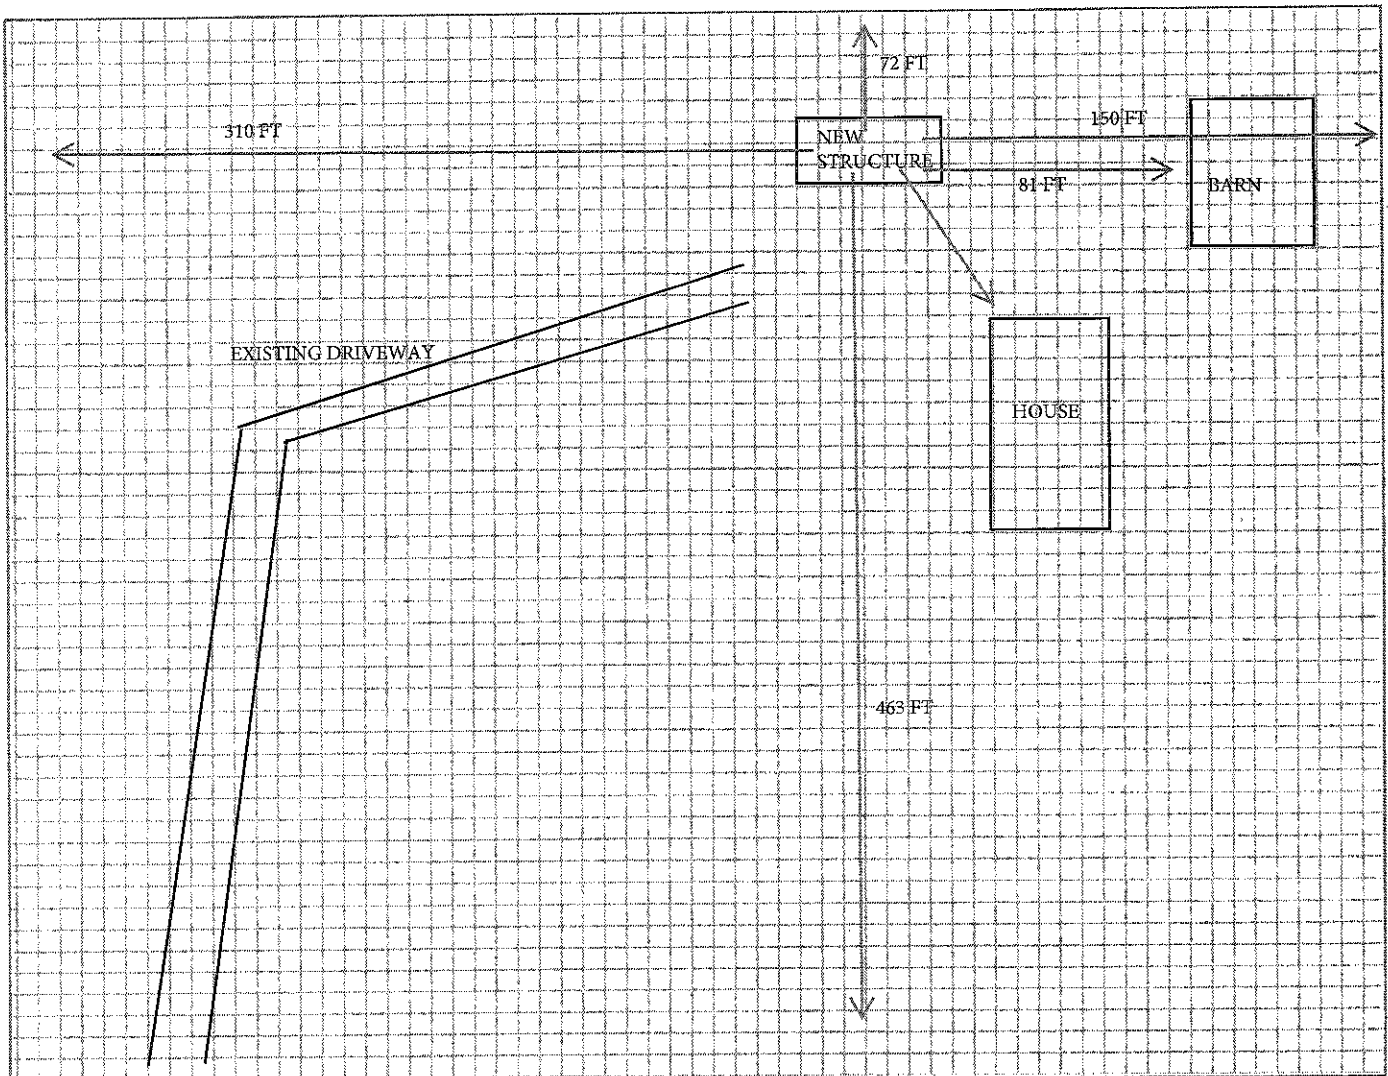 72 FT
310 FT
150 FT
NEW
STRUCTURE
81 FT
BARN
EXISTING DRIVEWAY
HOUSE
463 FT